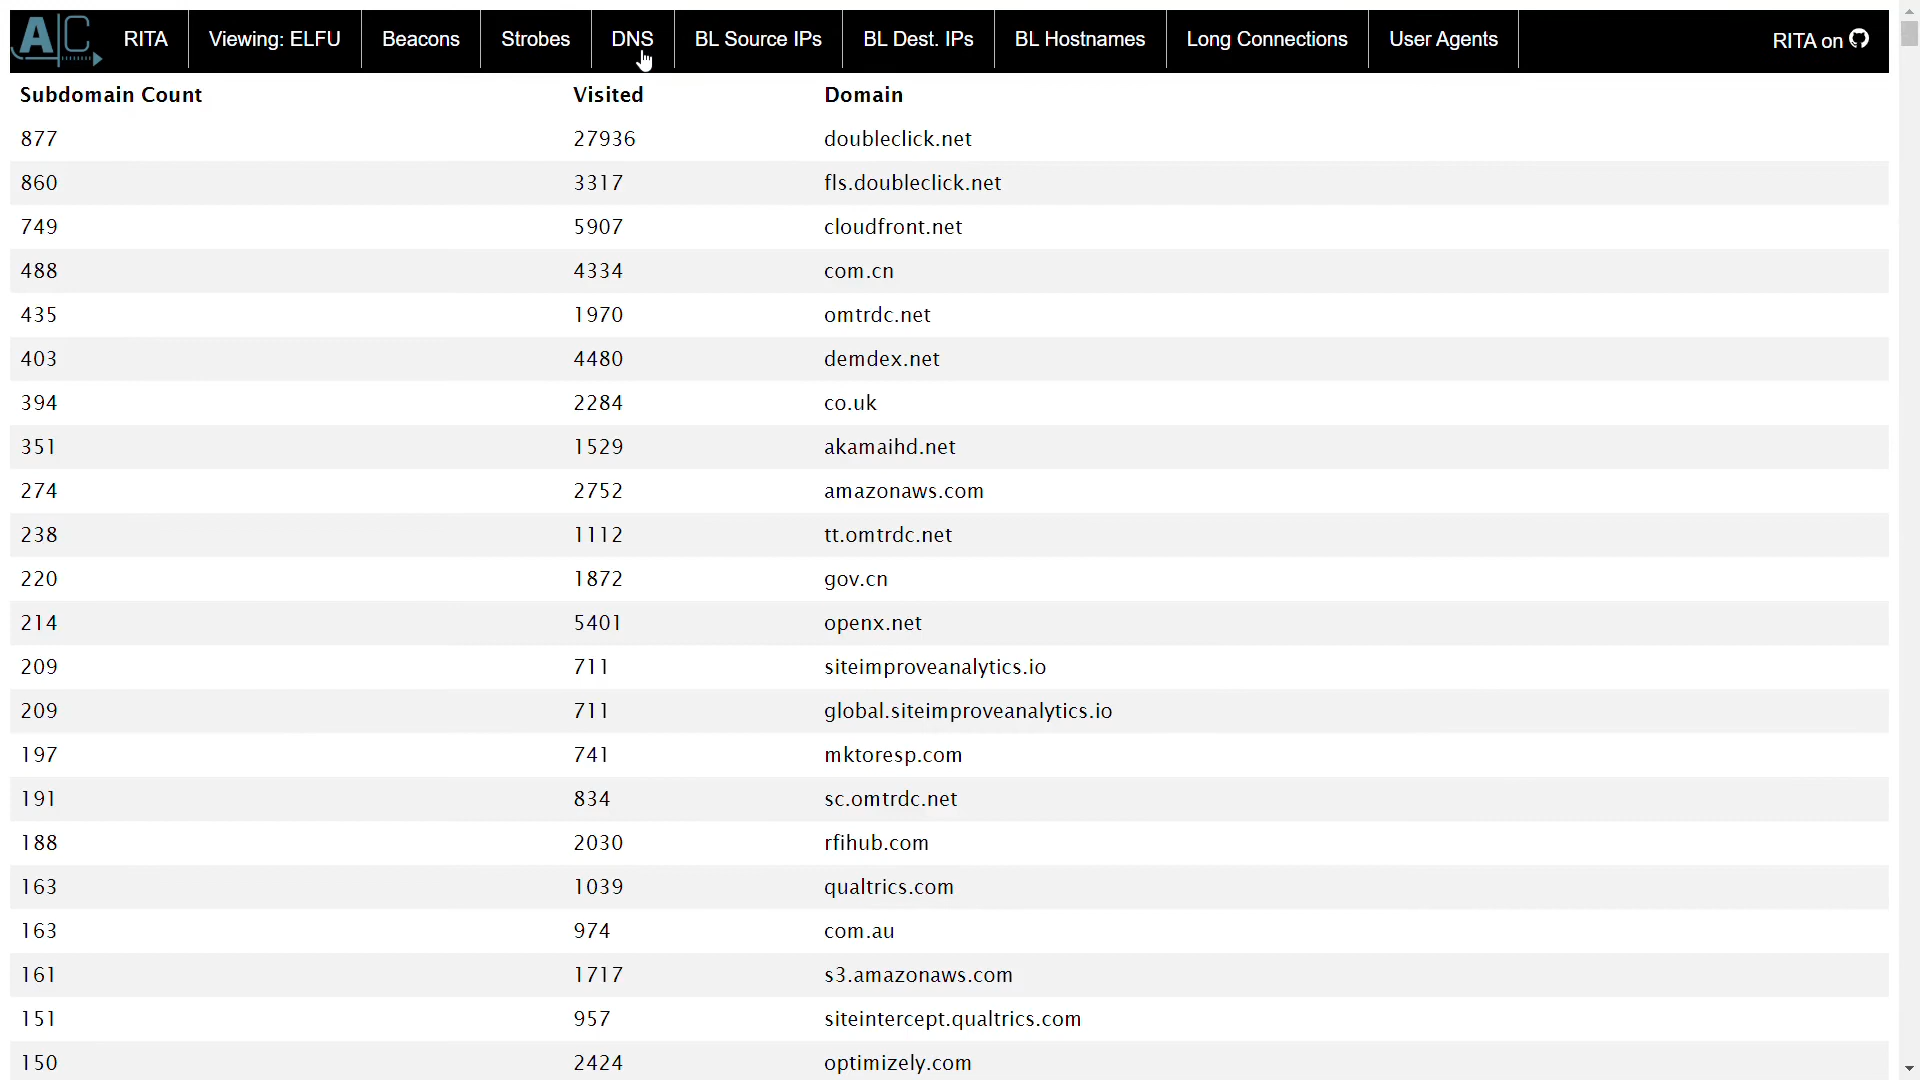 AC RITA Viewing: ELFU Beacons Strobes DNS BL Source IPs BL Dest. IPs BL Hostnames Long Connections User Agents RITA on
Subdomain Count Visited Domain
877 27936 doubleclick.net
860 3317 fls.doubleclick.net
749 5907 cloudfront.net
488 4334 com.cn
435 1970 omtrdc.net
403 4480 demdex.net
394 2284 co.uk
351 1529 akamaihd.net
274 2752 amazonaws.com
238 1112 tt.omtrdc.net
220 1872 gov.cn
214 5401 openx.net
209 711 siteimproveanalytics.io
209 711 global.siteimproveanalytics.io
197 741 mktoresp.com
191 834 sc.omtrdc.net
188 2030 rfihub.com
163 1039 qualtrics.com
163 974 com.au
161 1717 s3.amazonaws.com
151 957 siteintercept.qualtrics.com
150 2424 optimizely.com